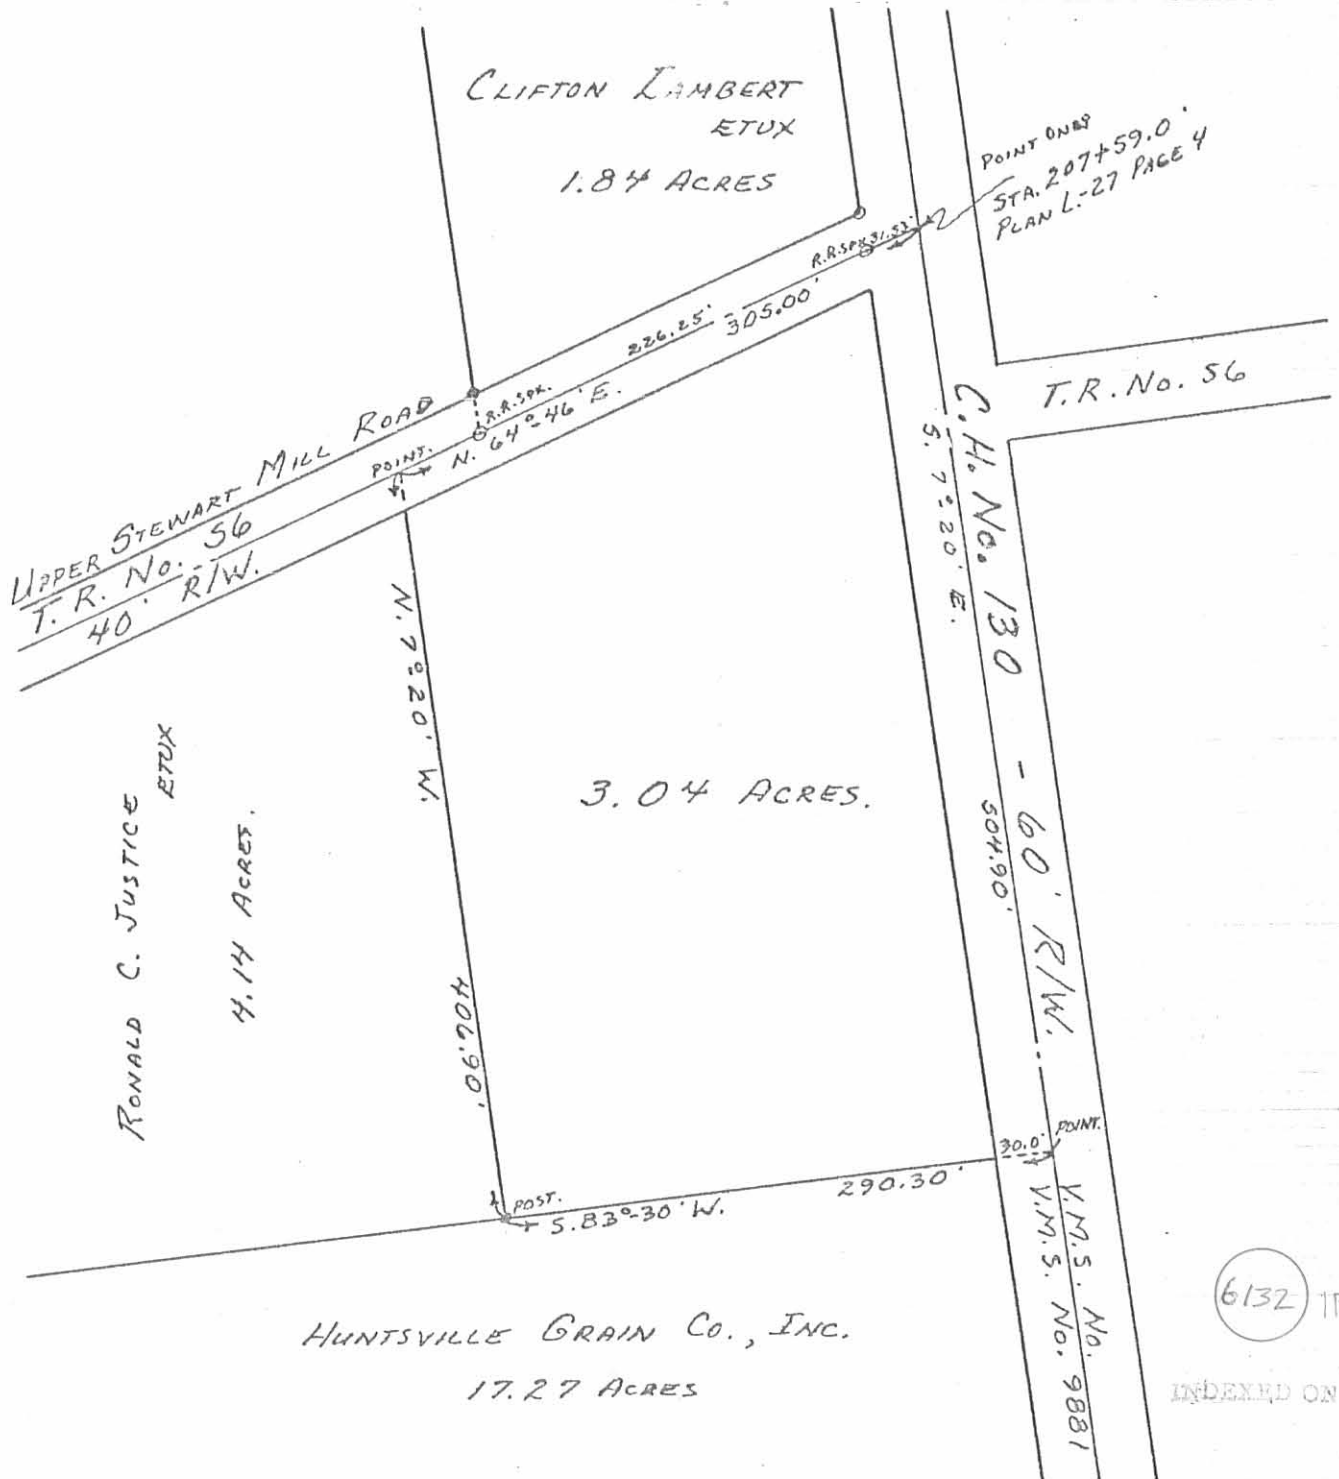 CLIFTON LAMBERT
ETUX
1.84 ACRES
POINT ONLY
STA. 207+59.0'
PLAN L-27 PAGE 4
R.R.SPK. 31.53'
226.25'
305.00'
T.R. No. 56
UPPER STEWART MILL ROAD
R.R.SPK.
POINT.
N. 64°-46' E.
T.R. No. 56
40' R/W.
C.H. No. 130 - 60' R/W.
S. 7°-20' E.
504.90'
N. 7°-20' W.
406.90'
3.04 ACRES.
RONALD C. JUSTICE
ETUX
4.14 ACRES.
30.0'
POINT.
290.30'
POST.
S. 83°-30' W.
V.M.S. No.
V.M.S. No. 9881
HUNTSVILLE GRAIN CO., INC.
17.27 ACRES
6132
INDEXED